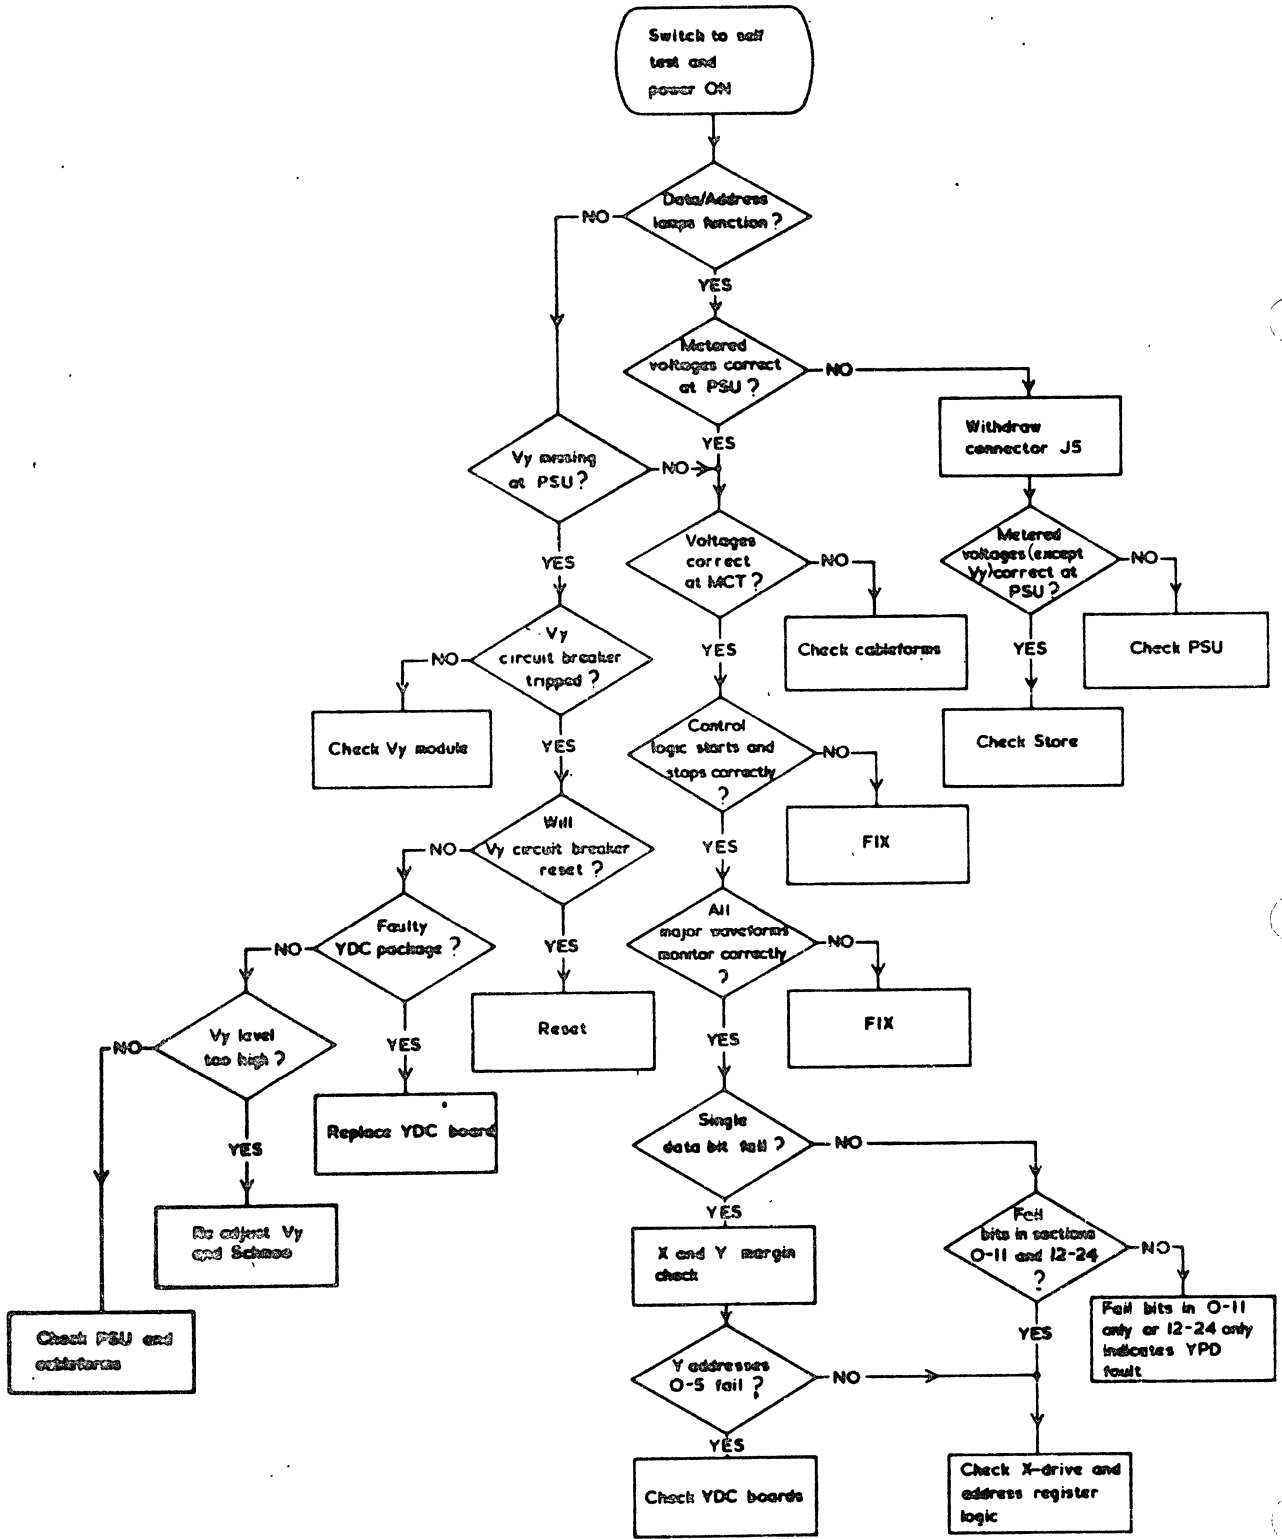 Switch to self
test and
power ON
Data/Address
lamps function?
NO
YES
Metered
voltages correct
at PSU?
NO
YES
Withdraw
connector J5
Vy missing
at PSU?
NO
YES
Voltages
correct
at MCT?
NO
YES
Metered
voltages (except
Vy) correct at
PSU?
NO
YES
Check cableforms
Check PSU
Vy
circuit breaker
tripped?
NO
YES
Check Vy module
Control
logic starts and
stops correctly
?
NO
YES
Check Store
FIX
Will
Vy circuit breaker
reset?
NO
YES
All
major waveforms
monitor correctly
?
NO
YES
Faulty
YDC package?
NO
YES
Reset
FIX
Vy level
too high?
NO
YES
Replace YDC board
Single
data bit fail?
NO
YES
Re adjust Vy
and
X and Y margin
check
Fail
bits in sections
0-11 and 12-24
?
NO
YES
Fail bits in 0-11
only or 12-24 only
indicates YPD
fault
Check PSU and
cableforms
Y addresses
0-5 fail?
NO
YES
Check YDC boards
Check X-drive and
address register
logic